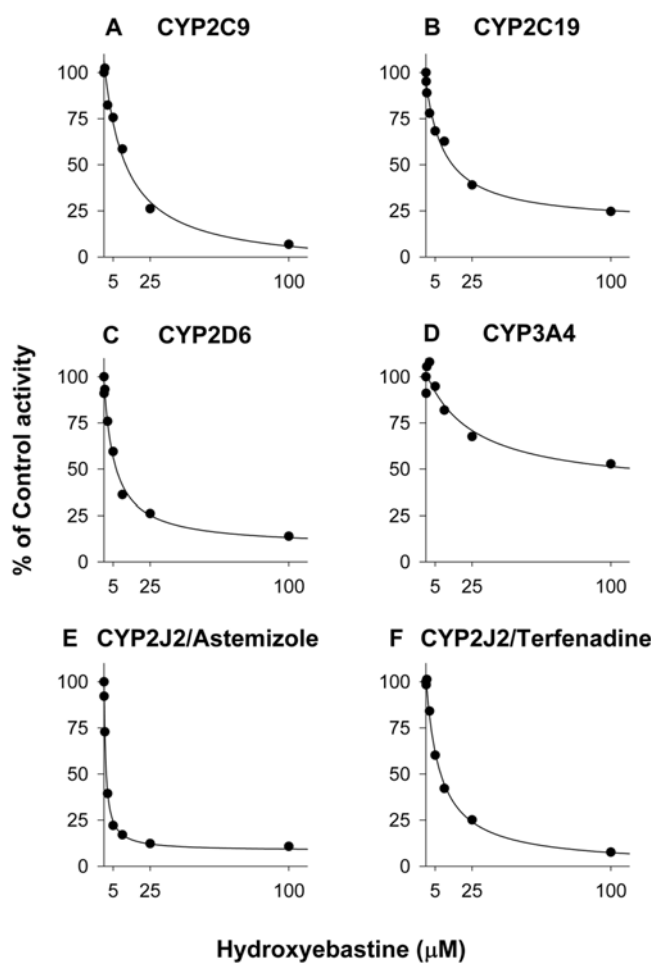 A CYP2C9
B CYP2C19
100
75
50
25
0
5 25 100
100
75
50
25
0
5 25 100
C CYP2D6
D CYP3A4
100
75
50
25
0
5 25 100
100
75
50
25
0
5 25 100
E CYP2J2/Astemizole
F CYP2J2/Terfenadine
100
75
50
25
0
5 25 100
100
75
50
25
0
5 25 100
% of Control activity
Hydroxyebastine (μM)